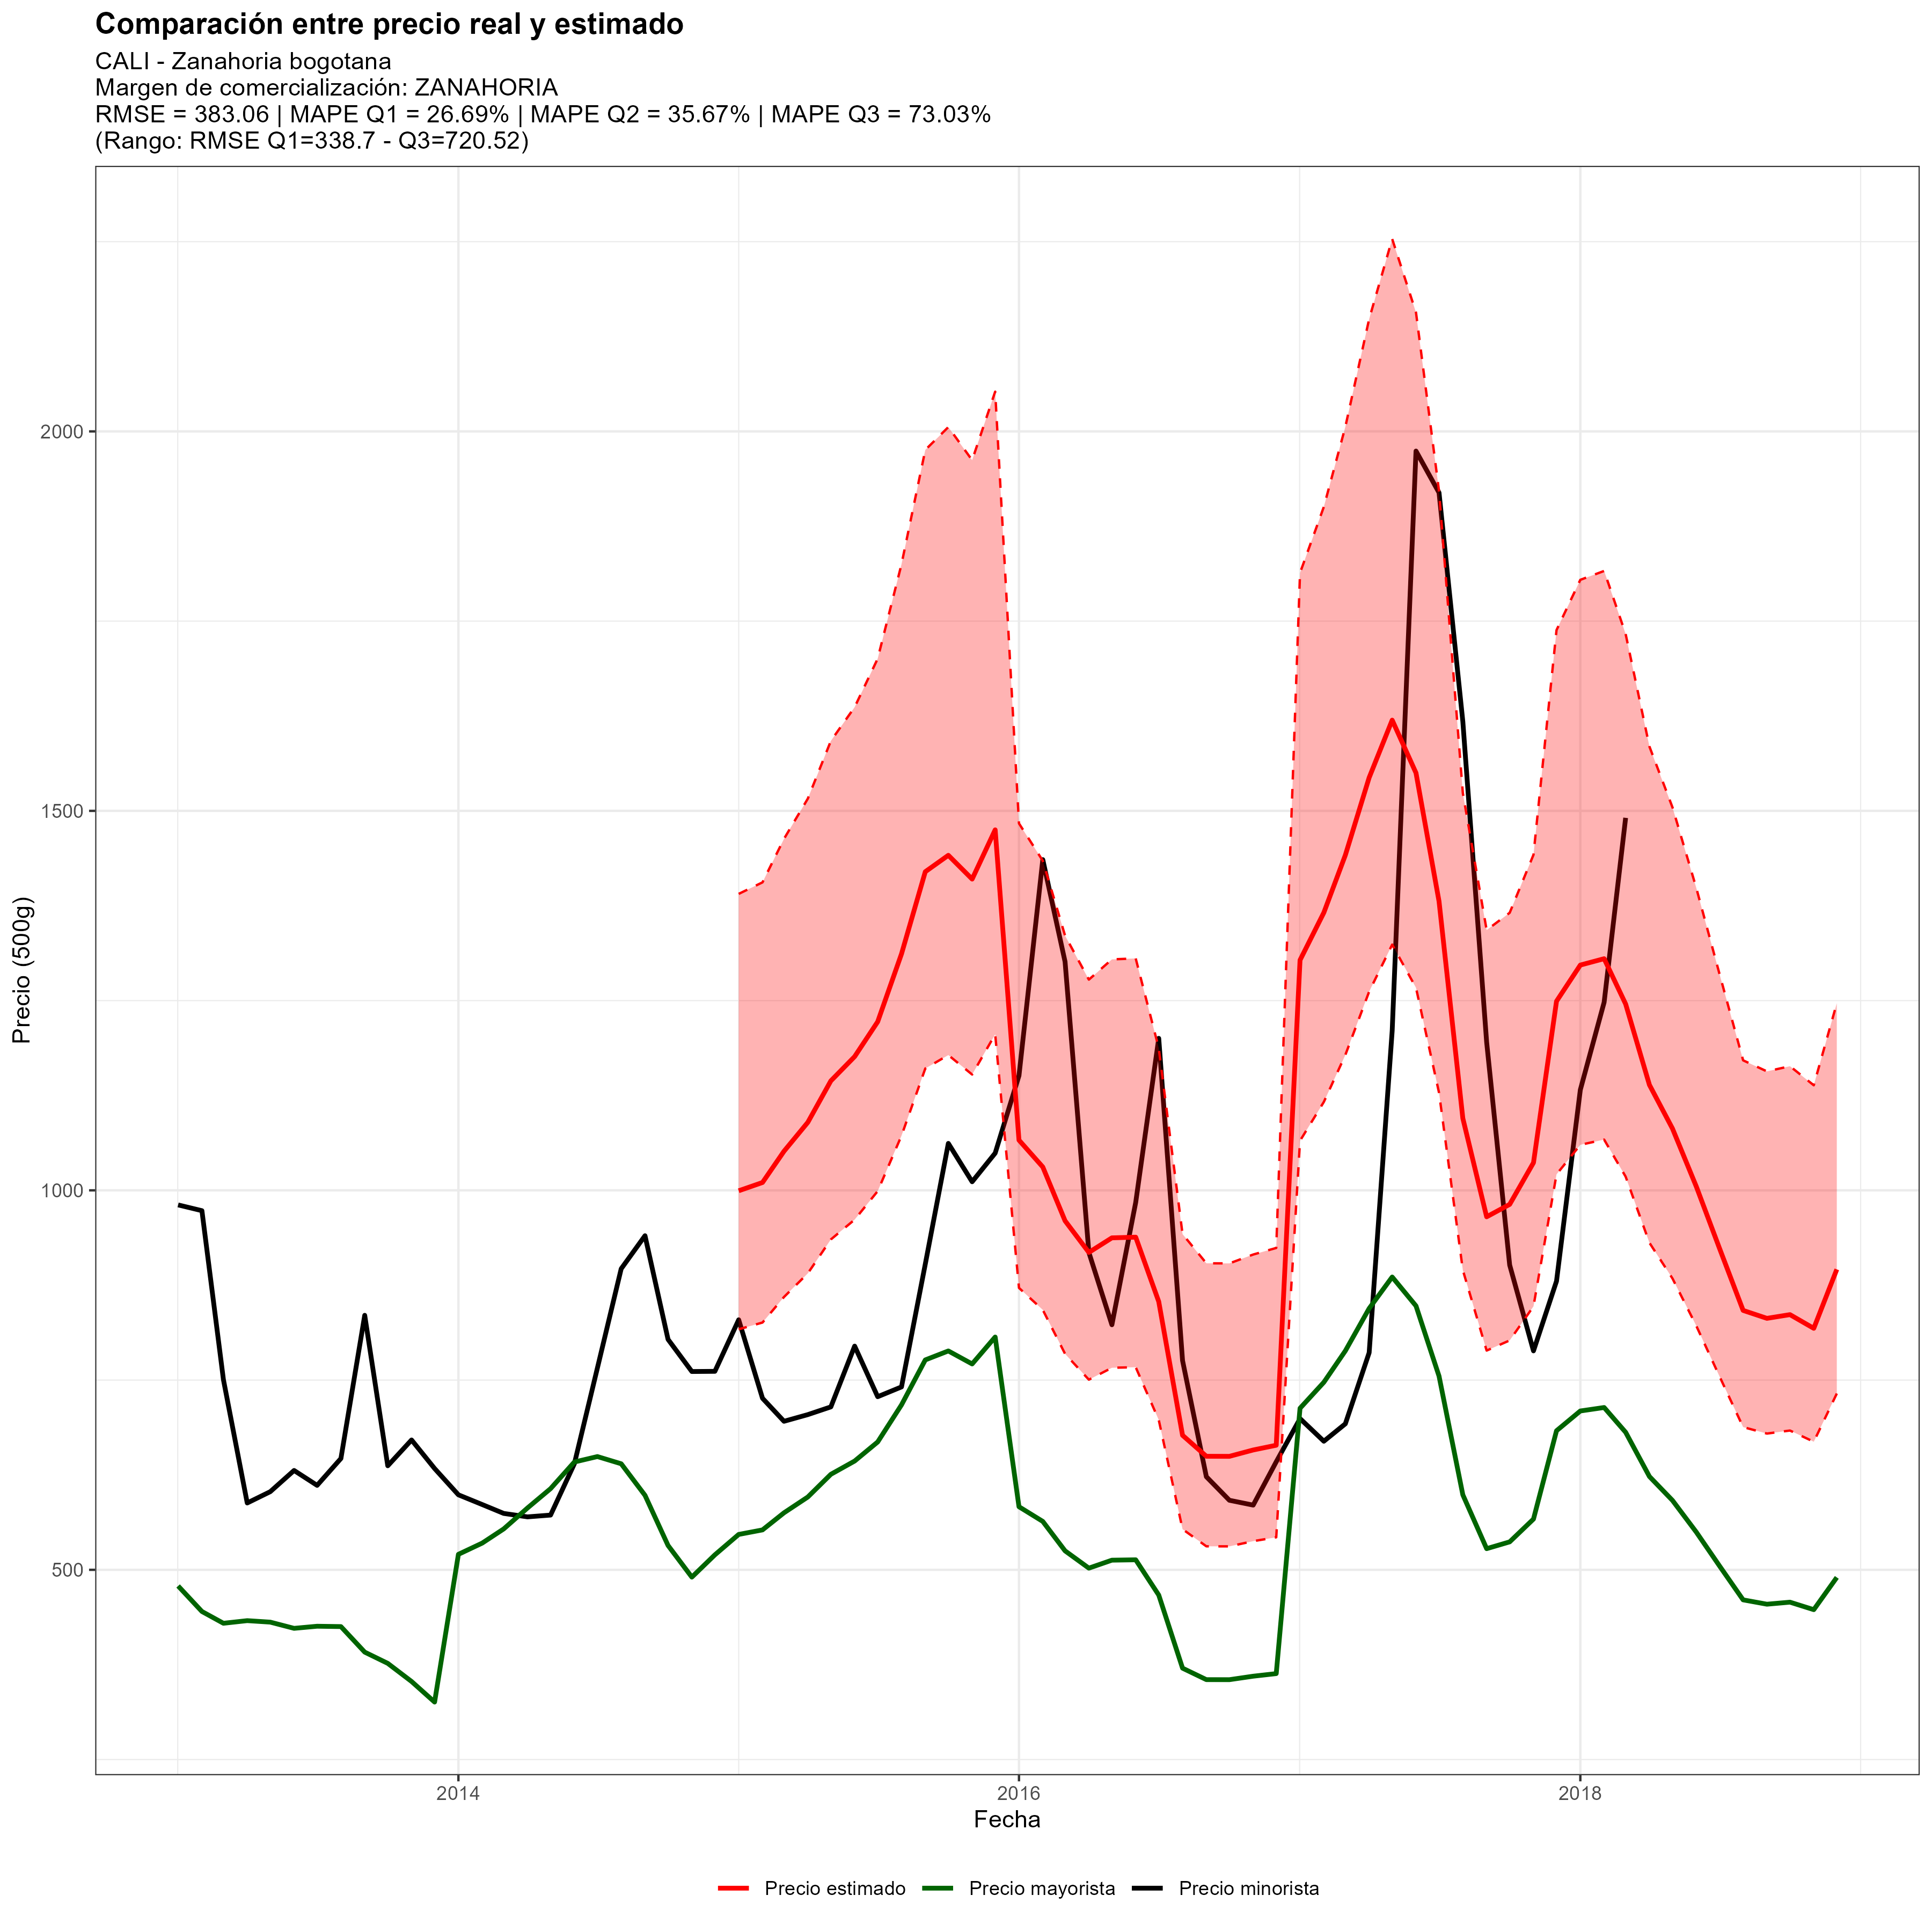 Comparación entre precio real y estimado
CALI - Zanahoria bogotana
Margen de comercialización: ZANAHORIA
RMSE = 383.06 | MAPE Q1 = 26.69% | MAPE Q2 = 35.67% | MAPE Q3 = 73.03%
(Rango: RMSE Q1=338.7 - Q3=720.52)
Precio (500g)
2000
1500
1000
500
2014
2016
2018
Fecha
Precio estimado
Precio mayorista
Precio minorista